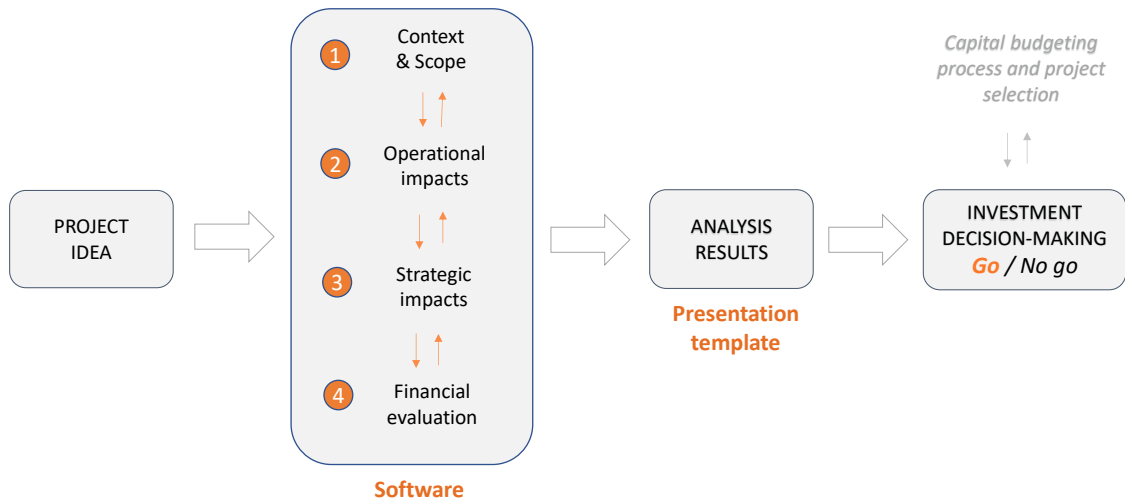 PROJECT
IDEA
1
Context
& Scope
2
Operational
impacts
3
Strategic
impacts
4
Financial
evaluation
Software
ANALYSIS
RESULTS
Presentation
template
Capital budgeting
process and project
selection
INVESTMENT
DECISION-MAKING
Go / No go